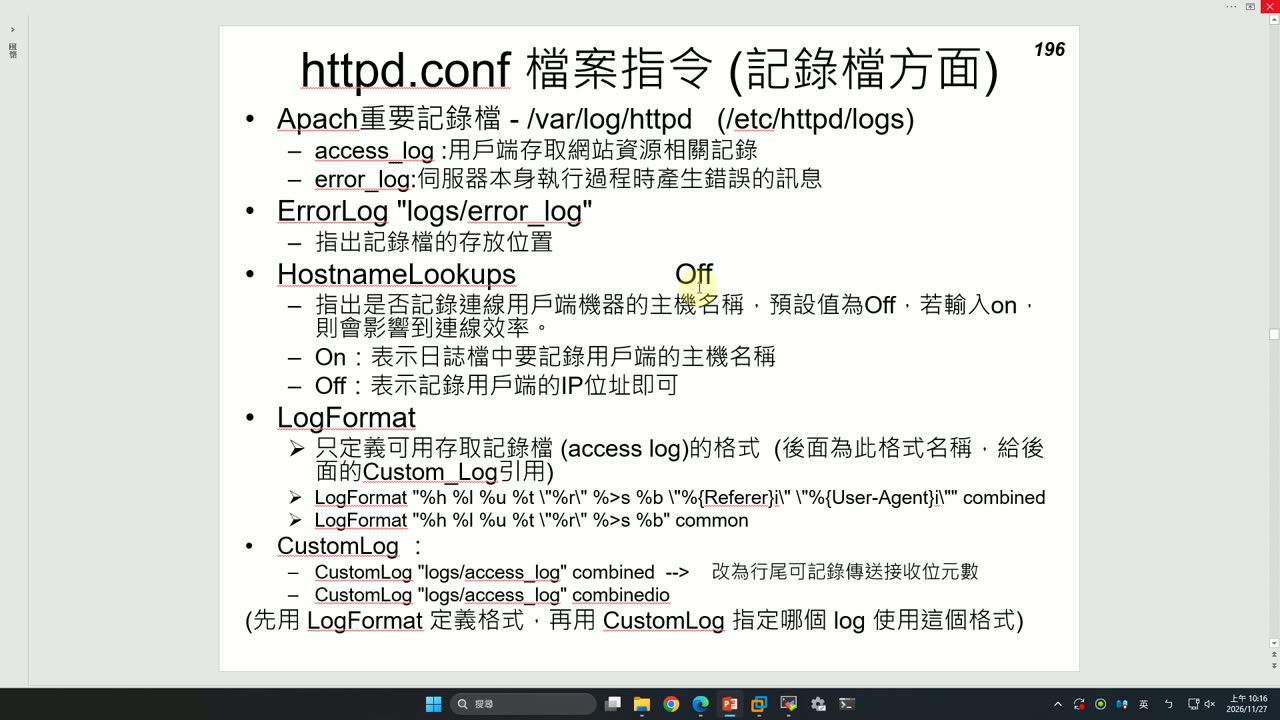 196
httpd.conf 檔案指令 (記錄檔方面)
• Apach重要記錄檔 - /var/log/httpd (/etc/httpd/logs)
– access_log :用戶端存取網站資源相關記錄
– error_log:伺服器本身執行過程時產生錯誤的訊息
• ErrorLog "logs/error_log"
– 指出記錄檔的存放位置
• HostnameLookups Off
– 指出是否記錄連線用戶端機器的主機名稱，預設值為Off，若輸入on，
則會影響到連線效率。
– On：表示日誌檔中要記錄用戶端的主機名稱
– Off：表示記錄用戶端的IP位址即可
• LogFormat
➢ 只定義可用存取記錄檔 (access log)的格式 (後面為此格式名稱，給後
面的Custom_Log引用)
➢ LogFormat "%h %l %u %t \"%r\" %>s %b \"%{Referer}i\" \"%{User-Agent}i\"" combined
➢ LogFormat "%h %l %u %t \"%r\" %>s %b" common
• CustomLog ：
– CustomLog "logs/access_log" combined --> 改為行尾可記錄傳送接收位元數
– CustomLog "logs/access_log" combinedio
(先用 LogFormat 定義格式，再用 CustomLog 指定哪個 log 使用這個格式)
搜尋
英
ㄅ
上午 10:16
2026/11/27